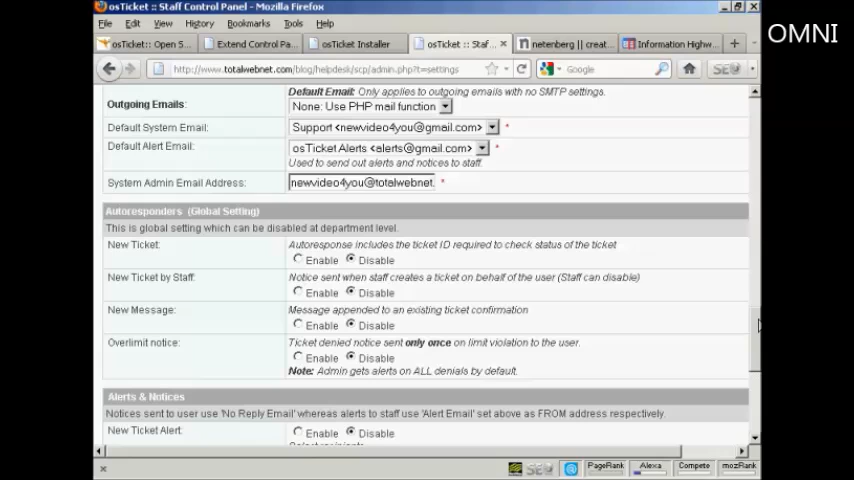 osTicket :: Staff Control Panel - Mozilla Firefox
File Edit View History Bookmarks Tools Help
OMNI
osTicket:: Open S... Extend Control Pa... osTicket Installer osTicket :: Staf... netenberg || creat... Information Highw...
http://www.totalwebnet.com/blog/helpdesk/scp/admin.php?t=settings Google SEO
Default Email: Only applies to outgoing emails with no SMTP settings.
Outgoing Emails: None: Use PHP mail function
Default System Email: Support <newvideo4you@gmail.com> *
Default Alert Email: osTicket Alerts <alerts@gmail.com> *
Used to send out alerts and notices to staff.
System Admin Email Address: newvideo4you@totalwebnet. *
Autoresponders (Global Setting)
This is global setting which can be disabled at department level.
New Ticket: Autoresponse includes the ticket ID required to check status of the ticket
Enable Disable
New Ticket by Staff: Notice sent when staff creates a ticket on behalf of the user (Staff can disable)
Enable Disable
New Message: Message appended to an existing ticket confirmation
Enable Disable
Overlimit notice: Ticket denied notice sent only once on limit violation to the user.
Enable Disable
Note: Admin gets alerts on ALL denials by default.
Alerts & Notices
Notices sent to user use 'No Reply Email' whereas alerts to staff use 'Alert Email' set above as FROM address respectively.
New Ticket Alert: Enable Disable
SEO PageRank Alexa Compete mozRank